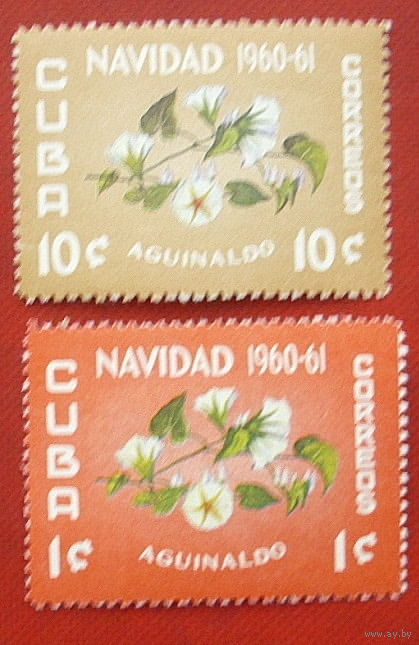 NAVIDAD 1960-61
CUBA
CORREOS
AGUINALDO
10¢
10¢
NAVIDAD 1960-61
CUBA
CORREOS
AGUINALDO
1¢
1¢
www.ay.by